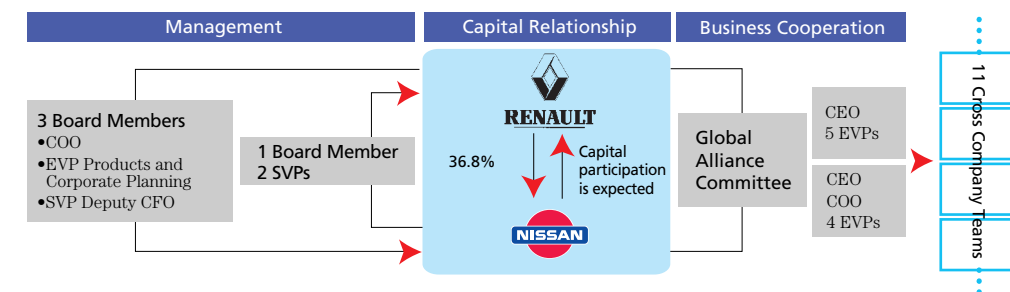 Management
Capital Relationship
Business Cooperation
3 Board Members
•COO
•EVP Products and
Corporate Planning
•SVP Deputy CFO
1 Board Member
2 SVPs
RENAULT
36.8%
Capital
participation
is expected
NISSAN
Global
Alliance
Committee
CEO
5 EVPs
CEO
COO
4 EVPs
11 Cross Company Teams